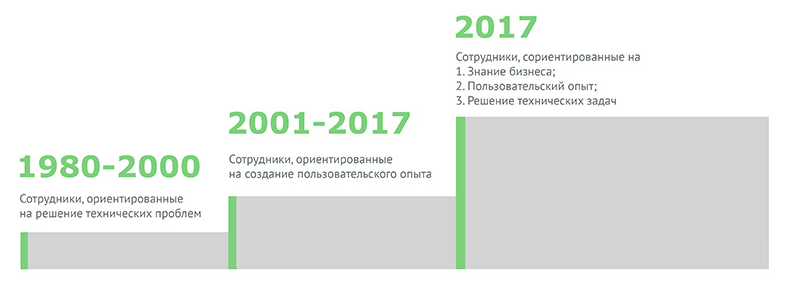 1980-2000
Сотрудники, ориентированные
на решение технических проблем
2001-2017
Сотрудники, ориентированные
на создание пользовательского опыта
2017
Сотрудники, сориентированные на
1. Знание бизнеса;
2. Пользовательский опыт;
3. Решение технических задач